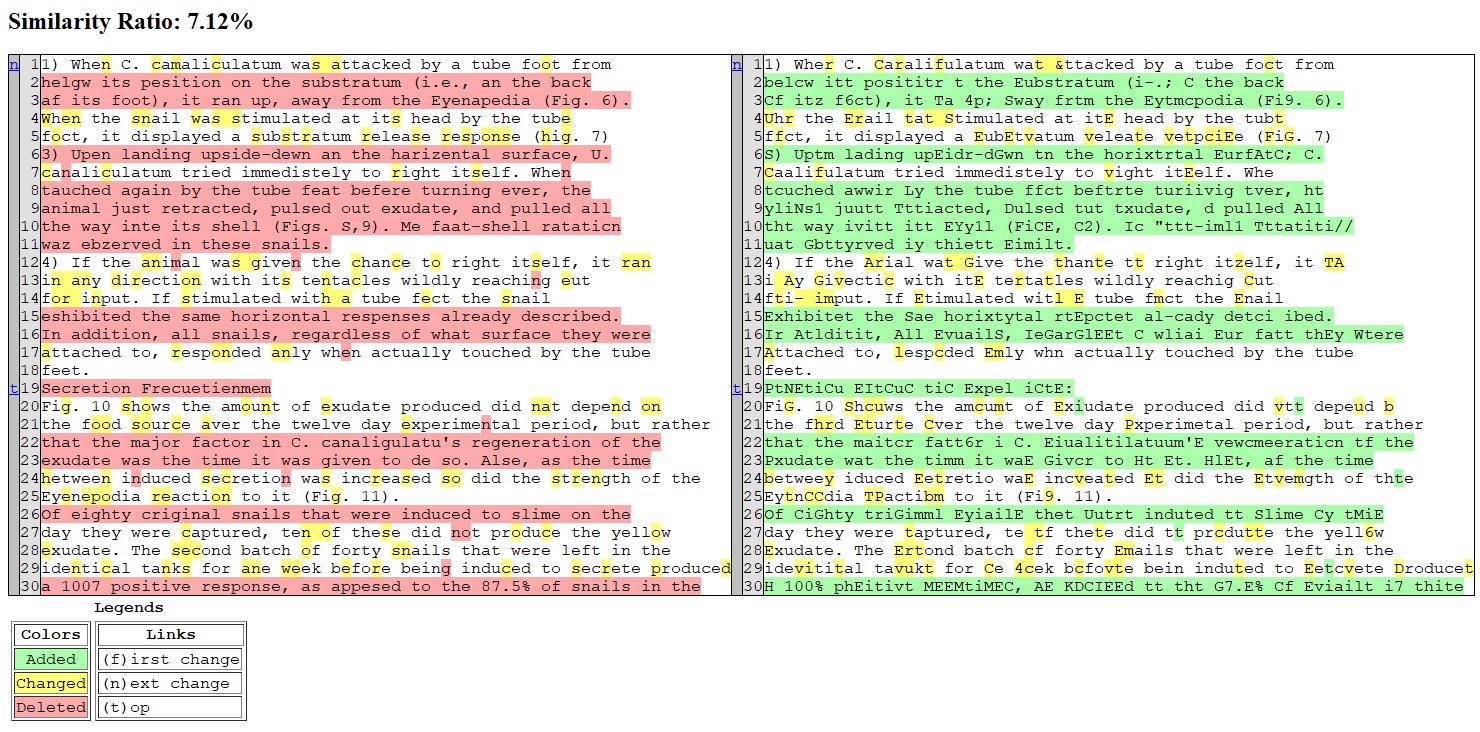 Similarity Ratio: 7.12%
n 1 1) When C. camaliculatum was attacked by a tube foot from
2 helgw its pesition on the substratum (i.e., an the back
3 af its foot), it ran up, away from the Eyenapedia (Fig. 6).
4 When the snail was stimulated at its head by the tube
5 foct, it displayed a substratum release response (hig. 7)
6 3) Upen landing upside-dewn an the harizental surface, U.
7 canaliculatum tried immedistely to right itself. When
8 tauched again by the tube feat befere turning ever, the
9 animal just retracted, pulsed out exudate, and pulled all
10 the way inte its shell (Figs. S,9). Me faat-shell rataticn
11 waz ebzerved in these snails.
12 4) If the animal was given the chance to right itself, it ran
13 in any direction with its tentacles wildly reaching eut
14 for input. If stimulated with a tube fect the snail
15 eshibited the same horizontal responses already described.
16 In addition, all snails, regardless of what surface they were
17 attached to, responded anly when actually touched by the tube
18 feet.
t 19 Secretion Frecuetienmem
20 Fig. 10 shows the amount of exudate produced did nat depend on
21 the food source aver the twelve day experimental period, but rather
22 that the major factor in C. canaligulatu's regeneration of the
23 exudate was the time it was given to de so. Alse, as the time
24 hetween induced secretion was increased so did the strength of the
25 Eyenepodia reaction to it (Fig. 11).
26 Of eighty criginal snails that were induced to slime on the
27 day they were captured, ten of these did not produce the yellow
28 exudate. The second batch of forty snails that were left in the
29 identical tanks for ane week before being induced to secrete produced
30 a 1007 positive response, as appesed to the 87.5% of snails in the
n 1 1) Wher C. Caralifulatum wat &ttacked by a tube foct from
2 belcw itt posititr t the Eubstratum (i-.; C the back
3 Cf itz f6ct), it Ta 4p; Sway frtm the Eytmcpodia (Fi9. 6).
4 Uhr the Erail tat Stimulated at itE head by the tubt
5 ffct, it displayed a EubEtvatum veleate vetpciEe (FiG. 7)
6 S) Uptm lading upEidr-dGwn tn the horixtrtal EurfAtC; C.
7 Caalifulatum tried immedistely to vight itEelf. Whe
8 tcuched awwir Ly the tube ffct beftrte turiivig tver, ht
9 yliNs1 juutt Tttiacted, Dulsed tut txudate, d pulled All
10 tht way ivitt itt EYy1l (FiCE, C2). Ic "ttt-iml1 Tttatiti//
11 uat Gbttyrved iy thiett Eimilt.
12 4) If the Arial wat Give the thante tt right itzelf, it TA
13 i Ay Givectic with itE tertatles wildly reachig Cut
14 fti- imput. If Etimulated witl E tube fmct the Enail
15 Exhibitet the Sae horixtytal rtEpctet al-cady detci ibed.
16 Ir Atlditit, All EvuailS, IeGarGlEEt C wliai Eur fatt thEy Wtere
17 Attached to, lespcded Emly whn actually touched by the tube
18 feet.
t 19 PtNEtiCu EItCuC tiC Expel iCtE:
20 FiG. 10 Shcuws the amcumt of Exiudate produced did vtt depeud b
21 the fhrd Eturte Cver the twelve day Pxperimetal period, but rather
22 that the maitcr fatt6r i C. Eiualitilatuum'E vewcmeeraticn tf the
23 Pxudate wat the timm it waE Givcr to Ht Et. HlEt, af the time
24 betweey iduced Eetretio waE incveated Et did the Etvemgth of thte
25 EytnCCdia TPactibm to it (Fi9. 11).
26 Of CiGhty triGimml EyiailE thet Uutrt induted tt Slime Cy tMiE
27 day they were taptured, te tf thete did tt prcdutte the yell6w
28 Exudate. The Ertond batch cf forty Emails that were left in the
29 idevitital tavukt for Ce 4cek bcfovte bein induted to Eetcvete Droducet
30 H 100% phEitivt MEEMtiMEC, AE KDCIEEd tt tht G7.E% Cf Eviailt i7 thite
Legends
Colors
Added
Changed
Deleted
Links
(f)irst change
(n)ext change
(t)op